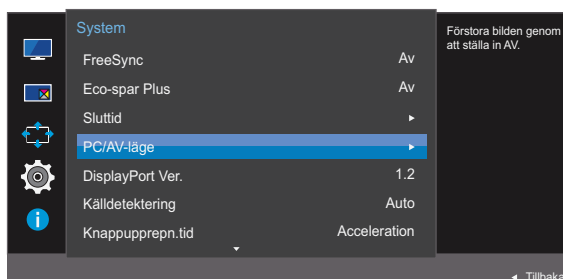 System
FreeSync Av
Eco-spar Plus Av
Sluttid
PC/AV-läge
DisplayPort Ver. 1.2
Källdetektering Auto
Knappupprepn.tid Acceleration
Förstora bilden genom
att ställa in AV.
Tillbaka